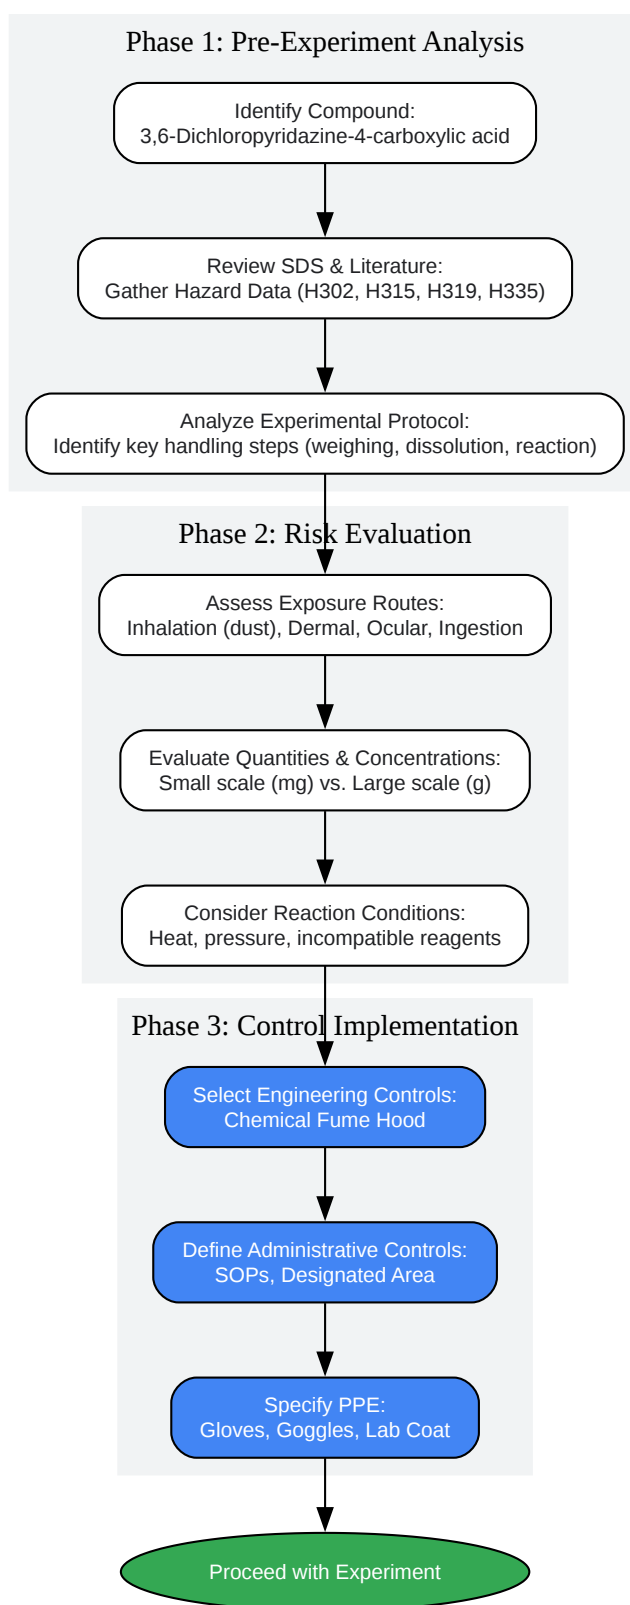 Phase 1: Pre-Experiment Analysis
Identify Compound:
3,6-Dichloropyridazine-4-carboxylic acid
Review SDS & Literature:
Gather Hazard Data (H302, H315, H319, H335)
Analyze Experimental Protocol:
Identify key handling steps (weighing, dissolution, reaction)
Phase 2: Risk Evaluation
Assess Exposure Routes:
Inhalation (dust), Dermal, Ocular, Ingestion
Evaluate Quantities & Concentrations:
Small scale (mg) vs. Large scale (g)
Consider Reaction Conditions:
Heat, pressure, incompatible reagents
Phase 3: Control Implementation
Select Engineering Controls:
Chemical Fume Hood
Define Administrative Controls:
SOPs, Designated Area
Specify PPE:
Gloves, Goggles, Lab Coat
Proceed with Experiment